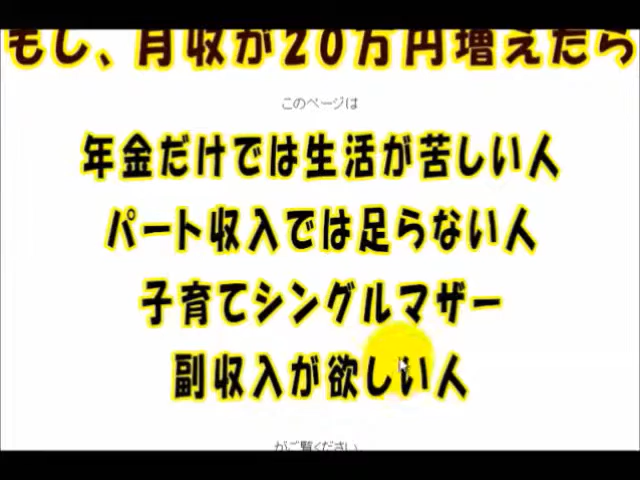 もし、月収が20万円増えたら
このページは
年金だけでは生活が苦しい人
パート収入では足らない人
子育てシングルマザー
副収入が欲しい人
がご覧ください